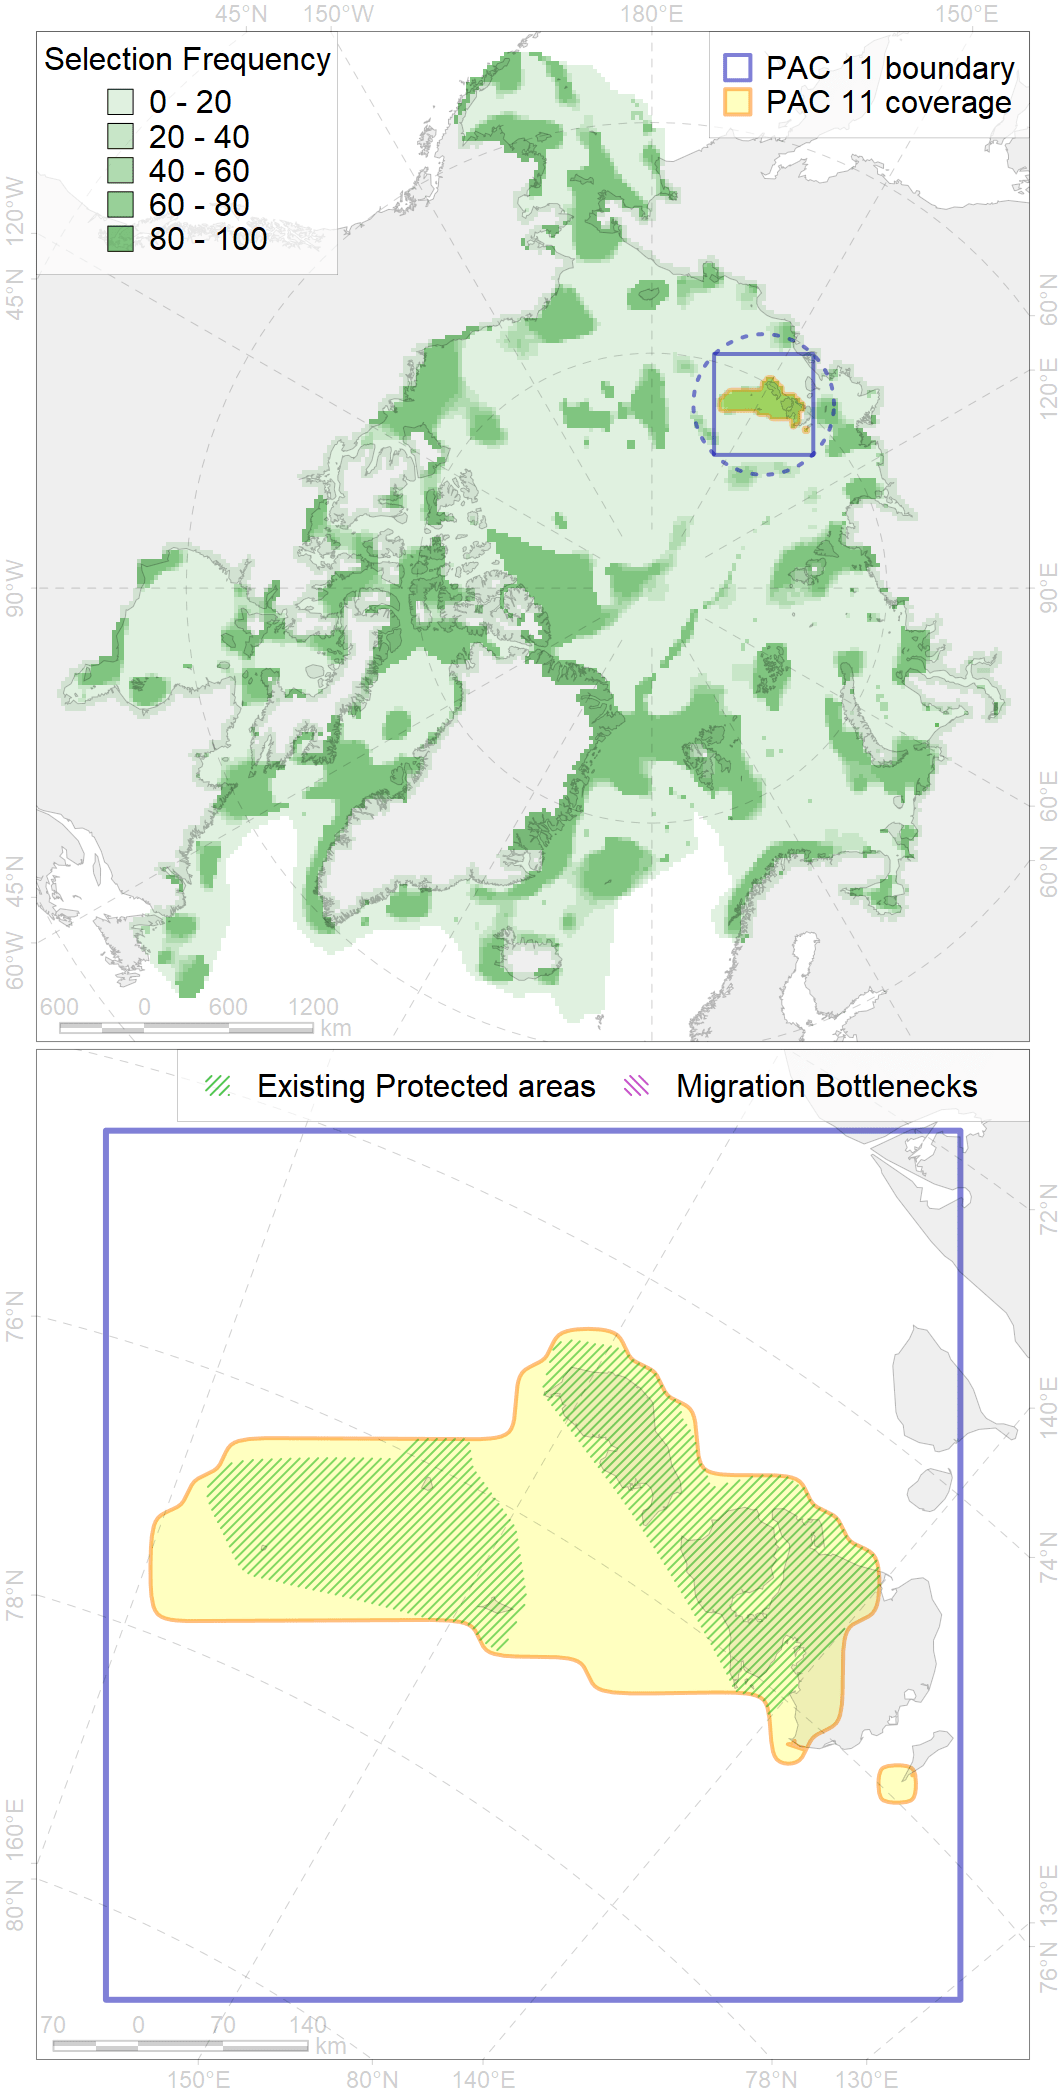 45°N 150°W 180°E 150°E
Selection Frequency
0 - 20
20 - 40
40 - 60
60 - 80
80 - 100
PAC 11 boundary
PAC 11 coverage
120°W
45°N
90°W
45°N
60°W
60°N
120°E
90°E
60°E
60°N
600 0 600 1200
km
Existing Protected areas
Migration Bottlenecks
76°N
78°N
160°E
80°N
72°N
140°E
74°N
130°E
76°N
70 0 70 140
km
150°E 80°N 140°E 78°N 130°E